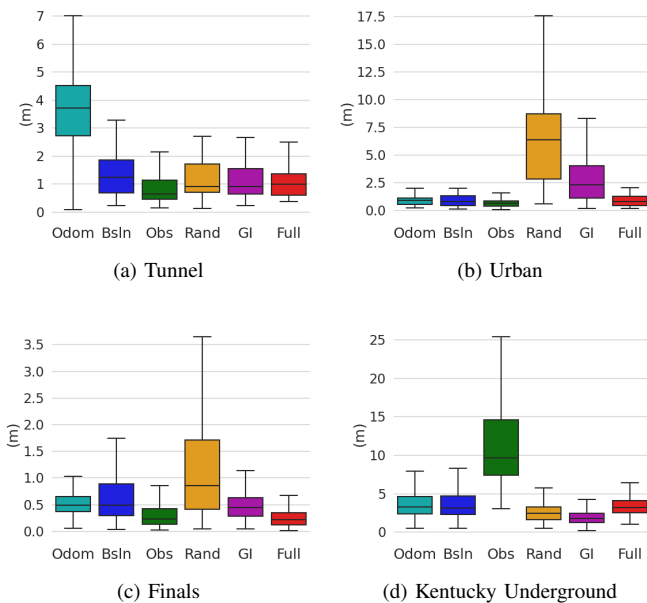 7
6
5
4
3
2
1
0
(m)
Odom Bsln Obs Rand GI Full
(a) Tunnel
17.5
15.0
12.5
10.0
7.5
5.0
2.5
0.0
(m)
Odom Bsln Obs Rand GI Full
(b) Urban
3.5
3.0
2.5
2.0
1.5
1.0
0.5
0.0
(m)
Odom Bsln Obs Rand GI Full
(c) Finals
25
20
15
10
5
0
(m)
Odom Bsln Obs Rand GI Full
(d) Kentucky Underground